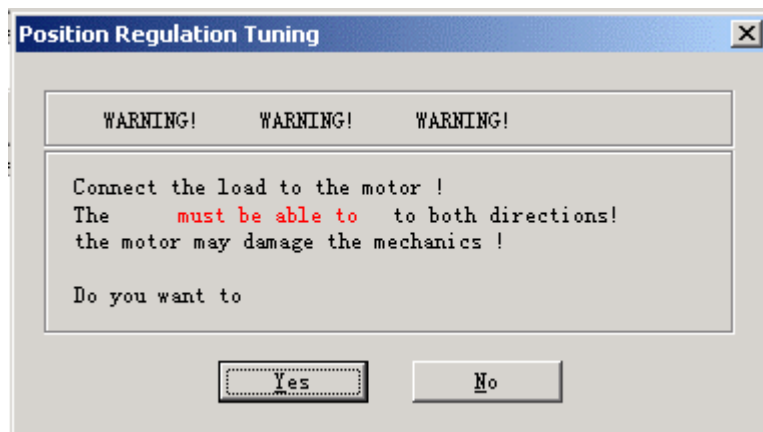 Position Regulation Tuning
WARNING! WARNING! WARNING!
Connect the load to the motor !
The must be able to to both directions!
the motor may damage the mechanics !
Do you want to
Yes No